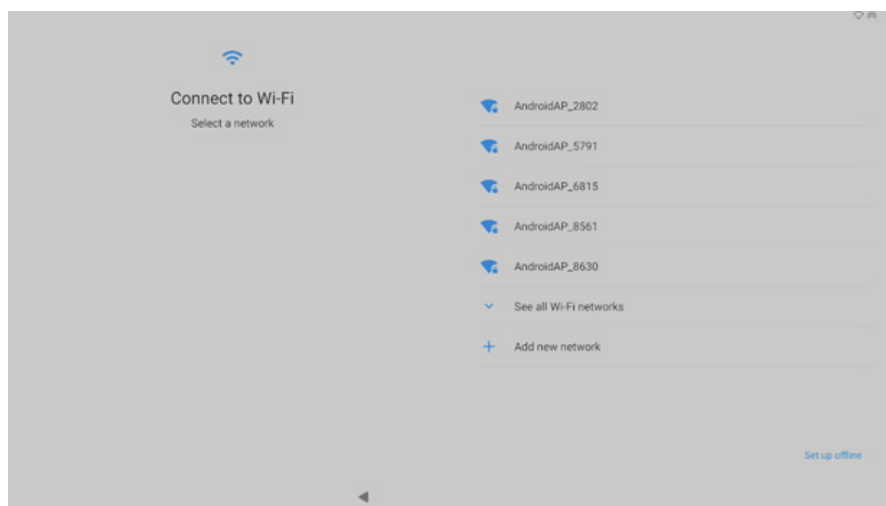 Connect to Wi-Fi
Select a network
AndroidAP_2802
AndroidAP_5791
AndroidAP_6815
AndroidAP_8561
AndroidAP_8630
See all Wi-Fi networks
Add new network
Set up offline